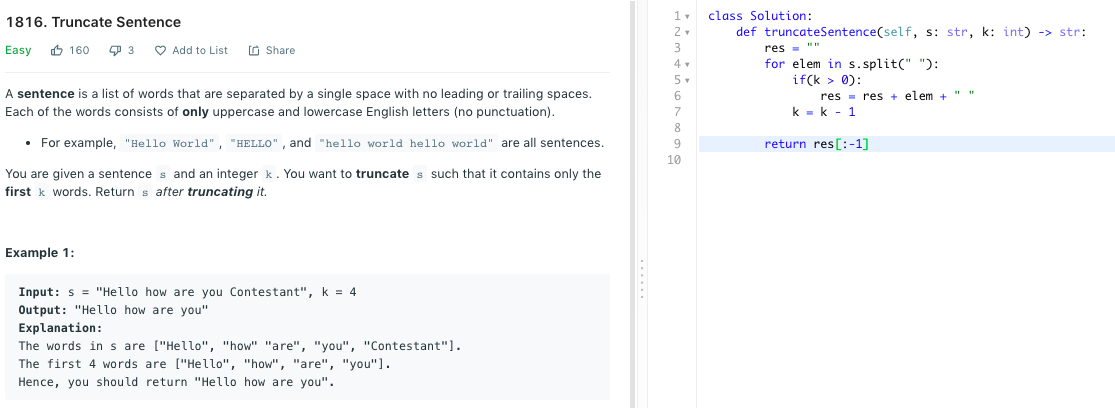 1816. Truncate Sentence
Easy 160 3 Add to List Share
A sentence is a list of words that are separated by a single space with no leading or trailing spaces.
Each of the words consists of only uppercase and lowercase English letters (no punctuation).
• For example, "Hello World", "HELLO", and "hello world hello world" are all sentences.
You are given a sentence s and an integer k. You want to truncate s such that it contains only the
first k words. Return s after truncating it.
Example 1:
Input: s = "Hello how are you Contestant", k = 4
Output: "Hello how are you"
Explanation:
The words in s are ["Hello", "how" "are", "you", "Contestant"].
The first 4 words are ["Hello", "how", "are", "you"].
Hence, you should return "Hello how are you".
1 class Solution:
2     def truncateSentence(self, s: str, k: int) -> str:
3         res = ""
4         for elem in s.split(" "):
5             if(k > 0):
6                 res = res + elem + " "
7             k = k - 1
8
9         return res[:-1]
10